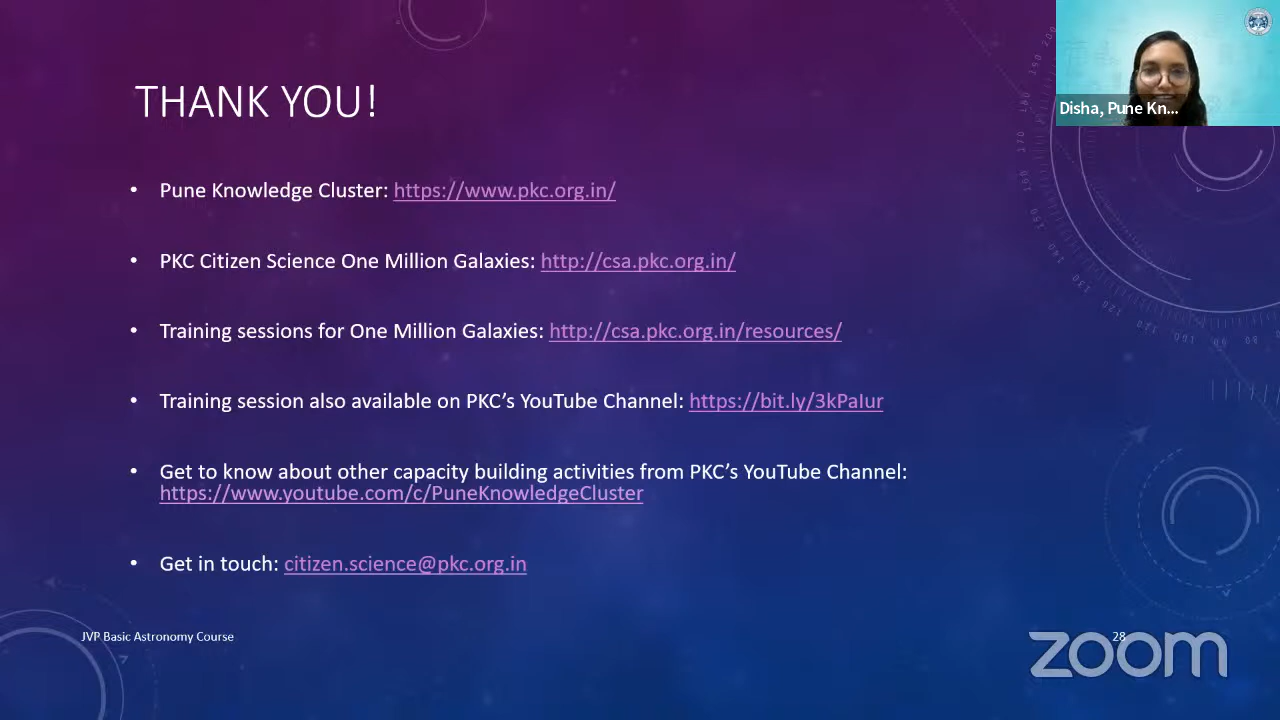 THANK YOU!
Disha, Pune Kn...
• Pune Knowledge Cluster: https://www.pkc.org.in/
• PKC Citizen Science One Million Galaxies: http://csa.pkc.org.in/
• Training sessions for One Million Galaxies: http://csa.pkc.org.in/resources/
• Training session also available on PKC’s YouTube Channel: https://bit.ly/3kPaIur
• Get to know about other capacity building activities from PKC’s YouTube Channel:
https://www.youtube.com/c/PuneKnowledgeCluster
• Get in touch: citizen.science@pkc.org.in
JVP Basic Astronomy Course
28
zoom